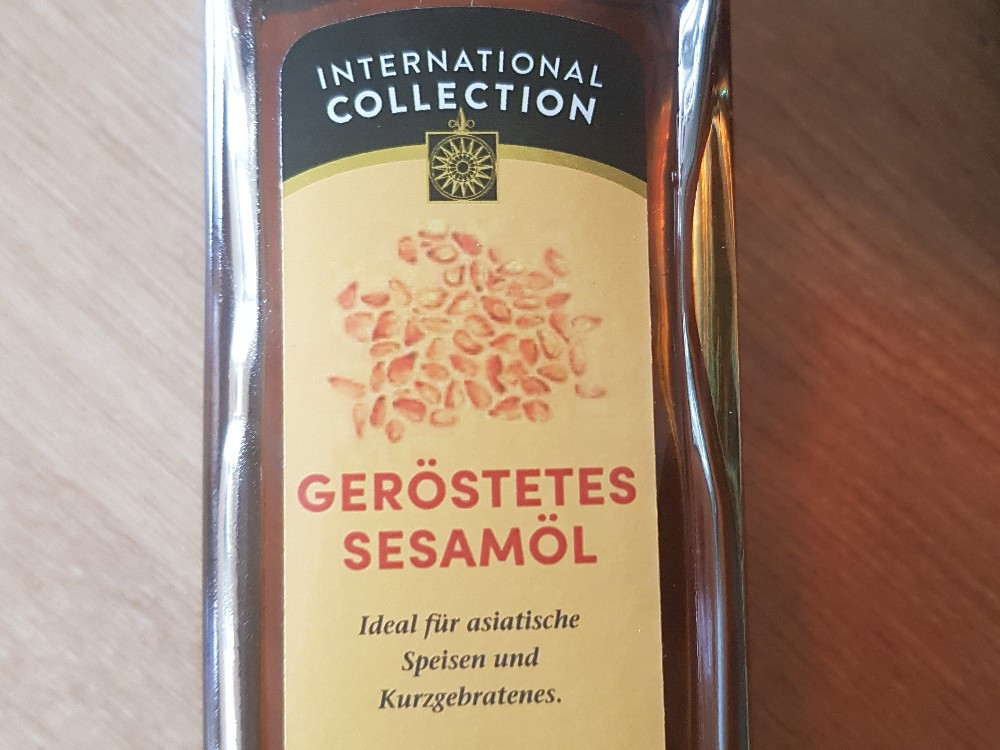 INTERNATIONAL
COLLECTION
GERÖSTETES
SESAMÖL
Ideal für asiatische
Speisen und
Kurzgebratenes.